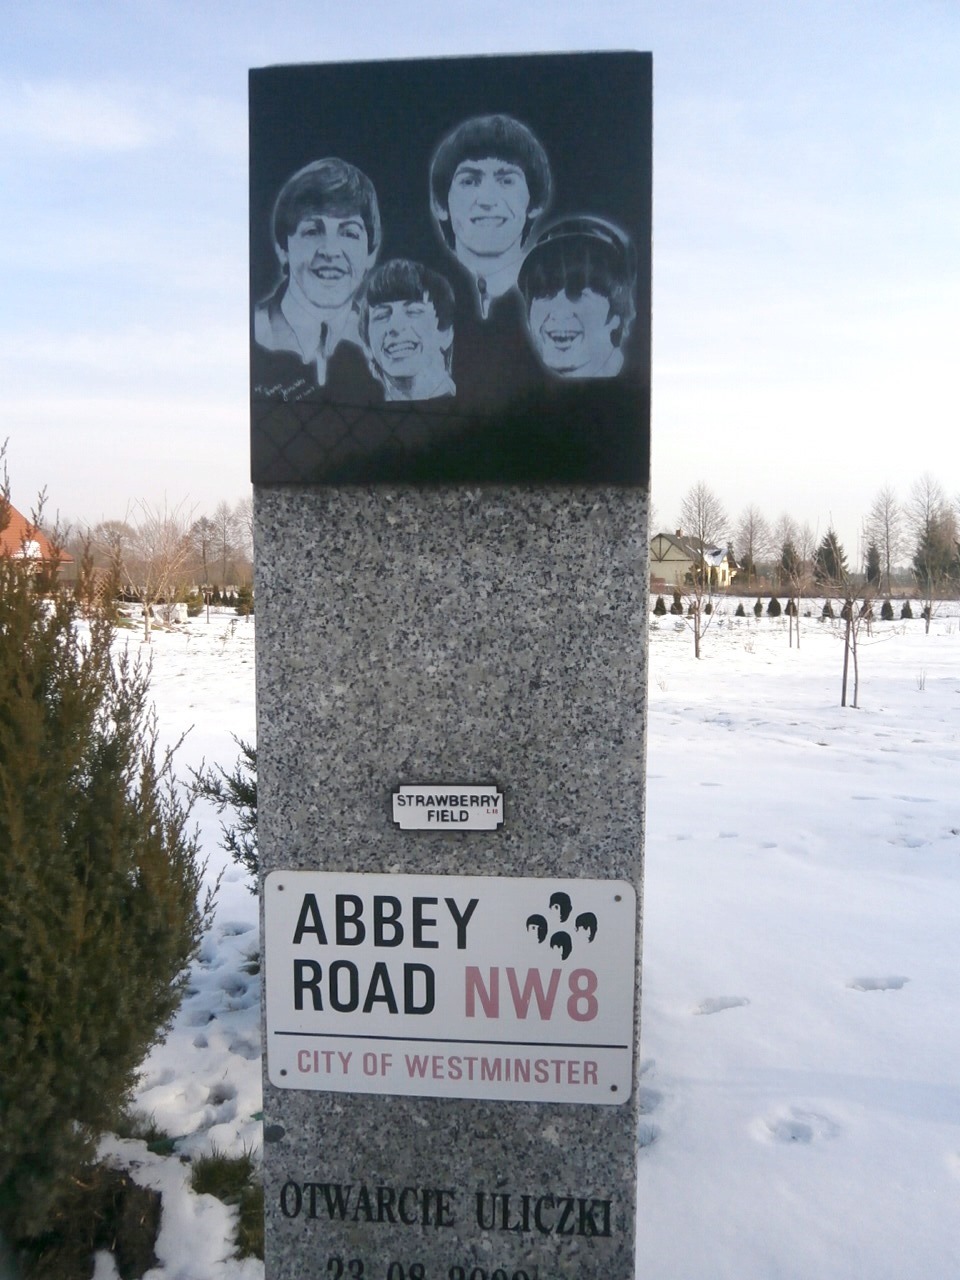 STRAWBERRY
FIELD
ABBEY
ROAD NW8
CITY OF WESTMINSTER
OTWARCIE ULICZKI